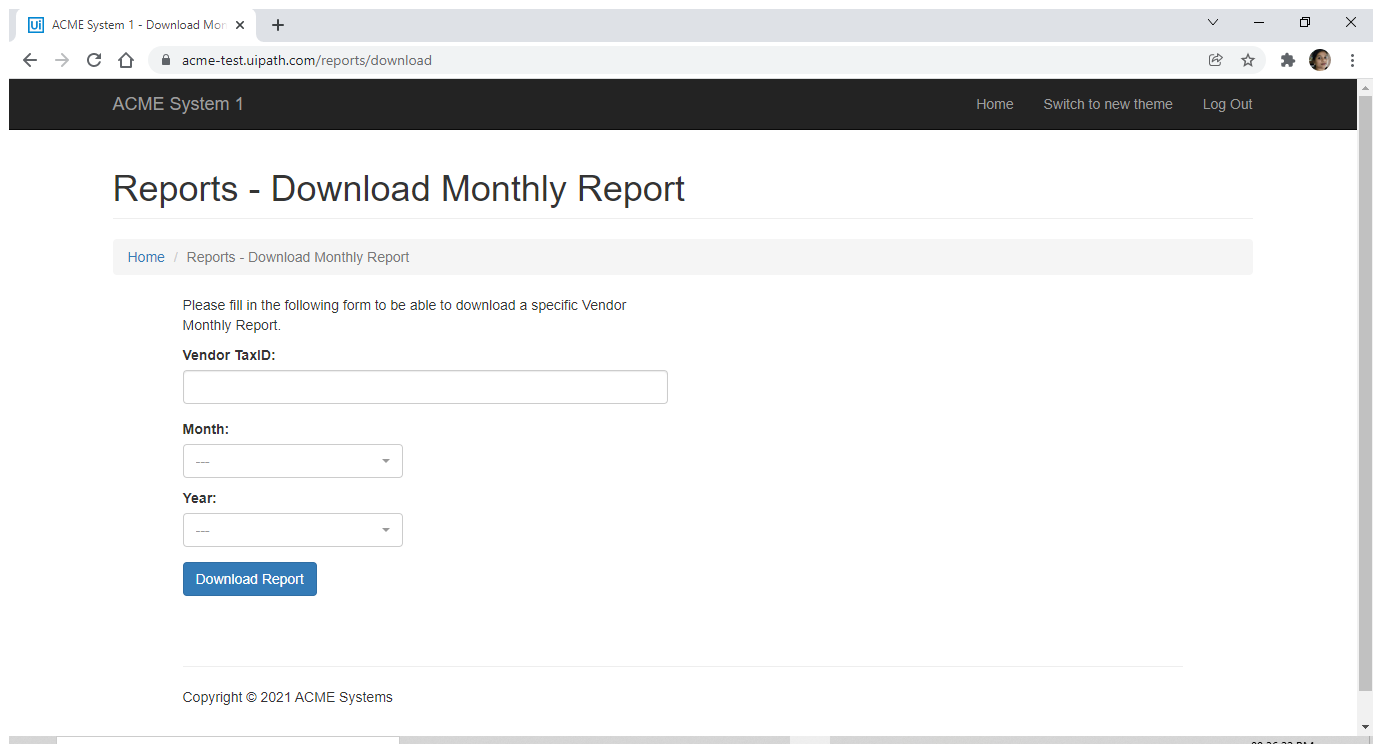 Ui ACME System 1 - Download Mon
acme-test.uipath.com/reports/download
ACME System 1 Home Switch to new theme Log Out
Reports - Download Monthly Report
Home / Reports - Download Monthly Report
Please fill in the following form to be able to download a specific Vendor
Monthly Report.
Vendor TaxID:
Month:
---
Year:
---
Download Report
Copyright © 2021 ACME Systems